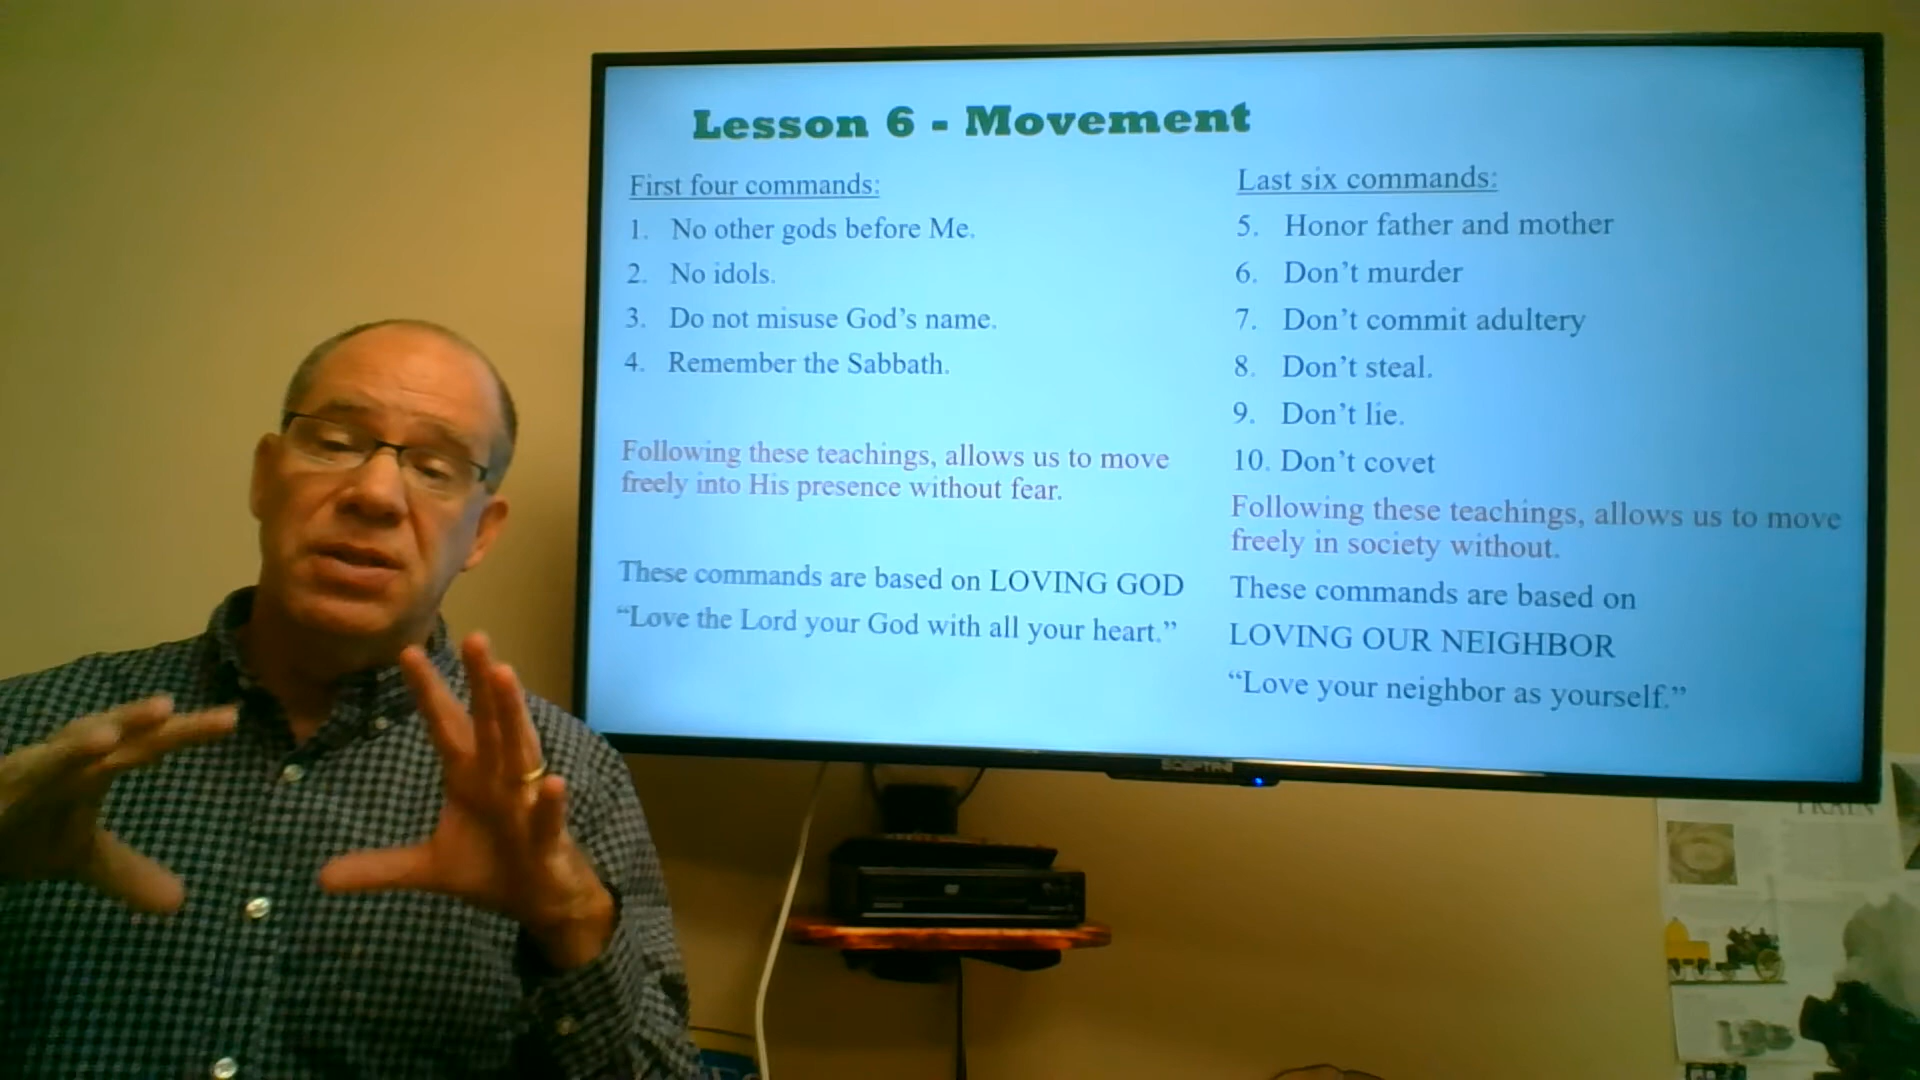 Lesson 6 - Movement
First four commands:
1. No other gods before Me.
2. No idols.
3. Do not misuse God's name.
4. Remember the Sabbath.
Following these teachings, allows us to move
freely into His presence without fear.
These commands are based on LOVING GOD
“Love the Lord your God with all your heart.”
Last six commands:
5. Honor father and mother
6. Don’t murder
7. Don’t commit adultery
8. Don’t steal.
9. Don’t lie.
10. Don’t covet
Following these teachings, allows us to move
freely in society without.
These commands are based on
LOVING OUR NEIGHBOR
“Love your neighbor as yourself.”
SCEPTRE
TRAIN